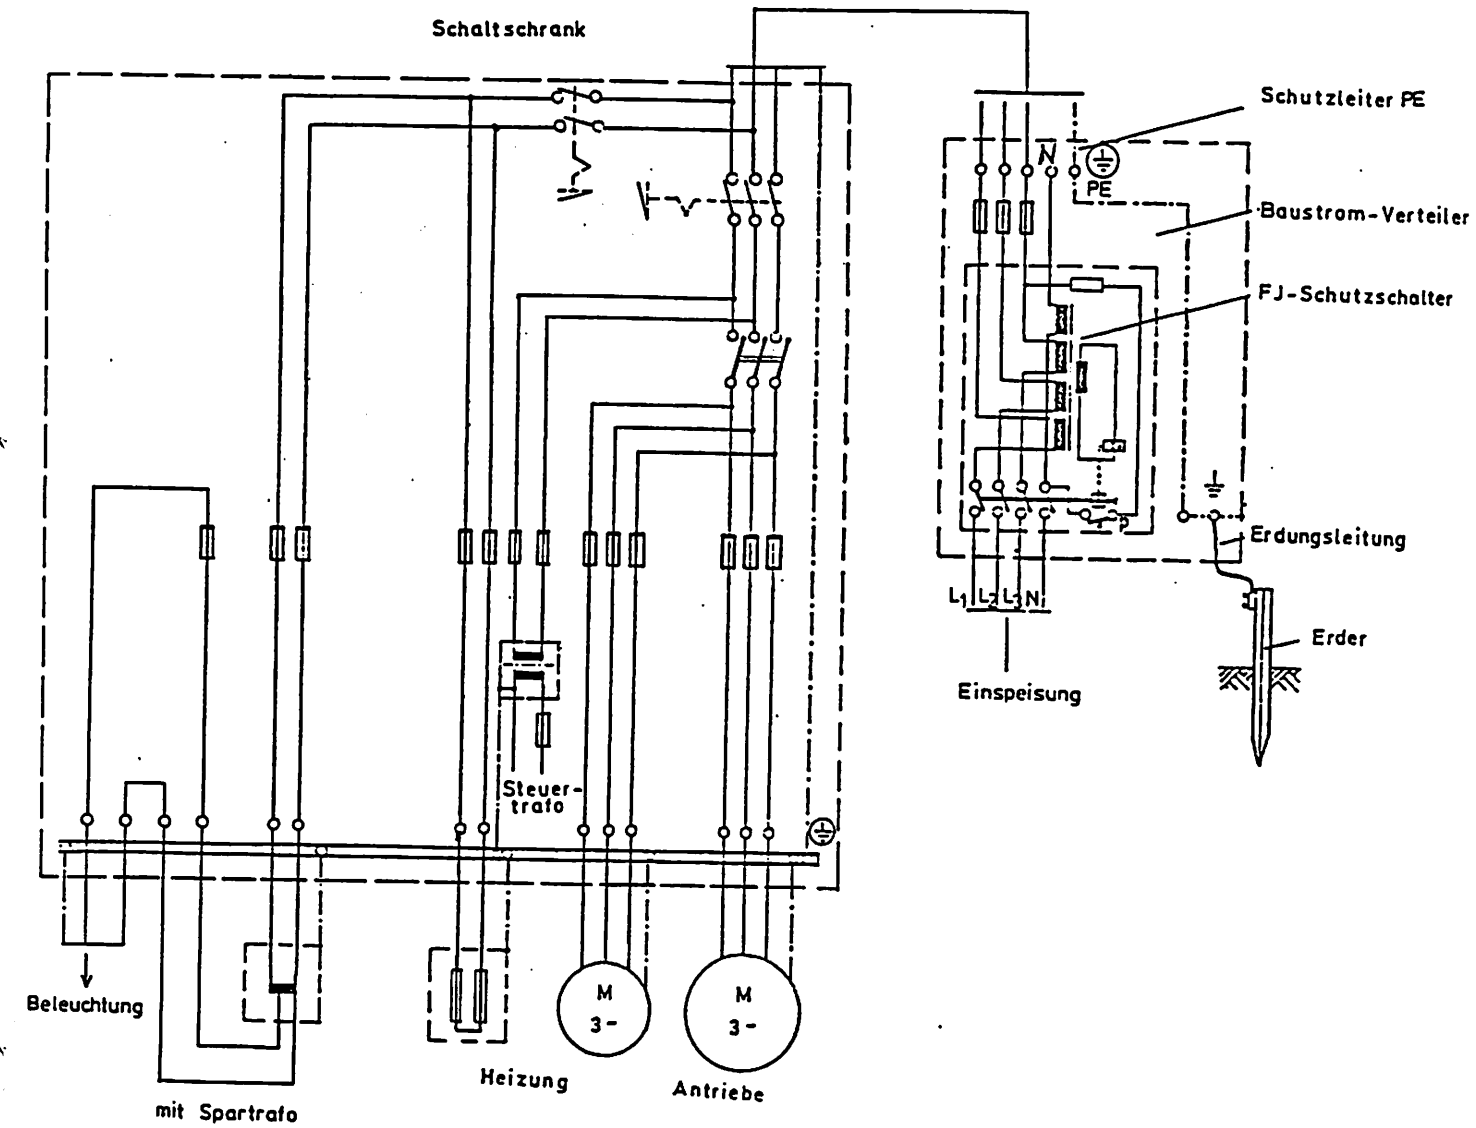 Schaltschrank
Schutzleiter PE
N
PE
Baustrom-Verteiler
FJ-Schutzschalter
Erdungsleitung
L1 L2 L3 N
Erder
Einspeisung
Steuer-
trafo
Beleuchtung
M
3~
M
3~
Heizung
Antriebe
mit Spartrafo